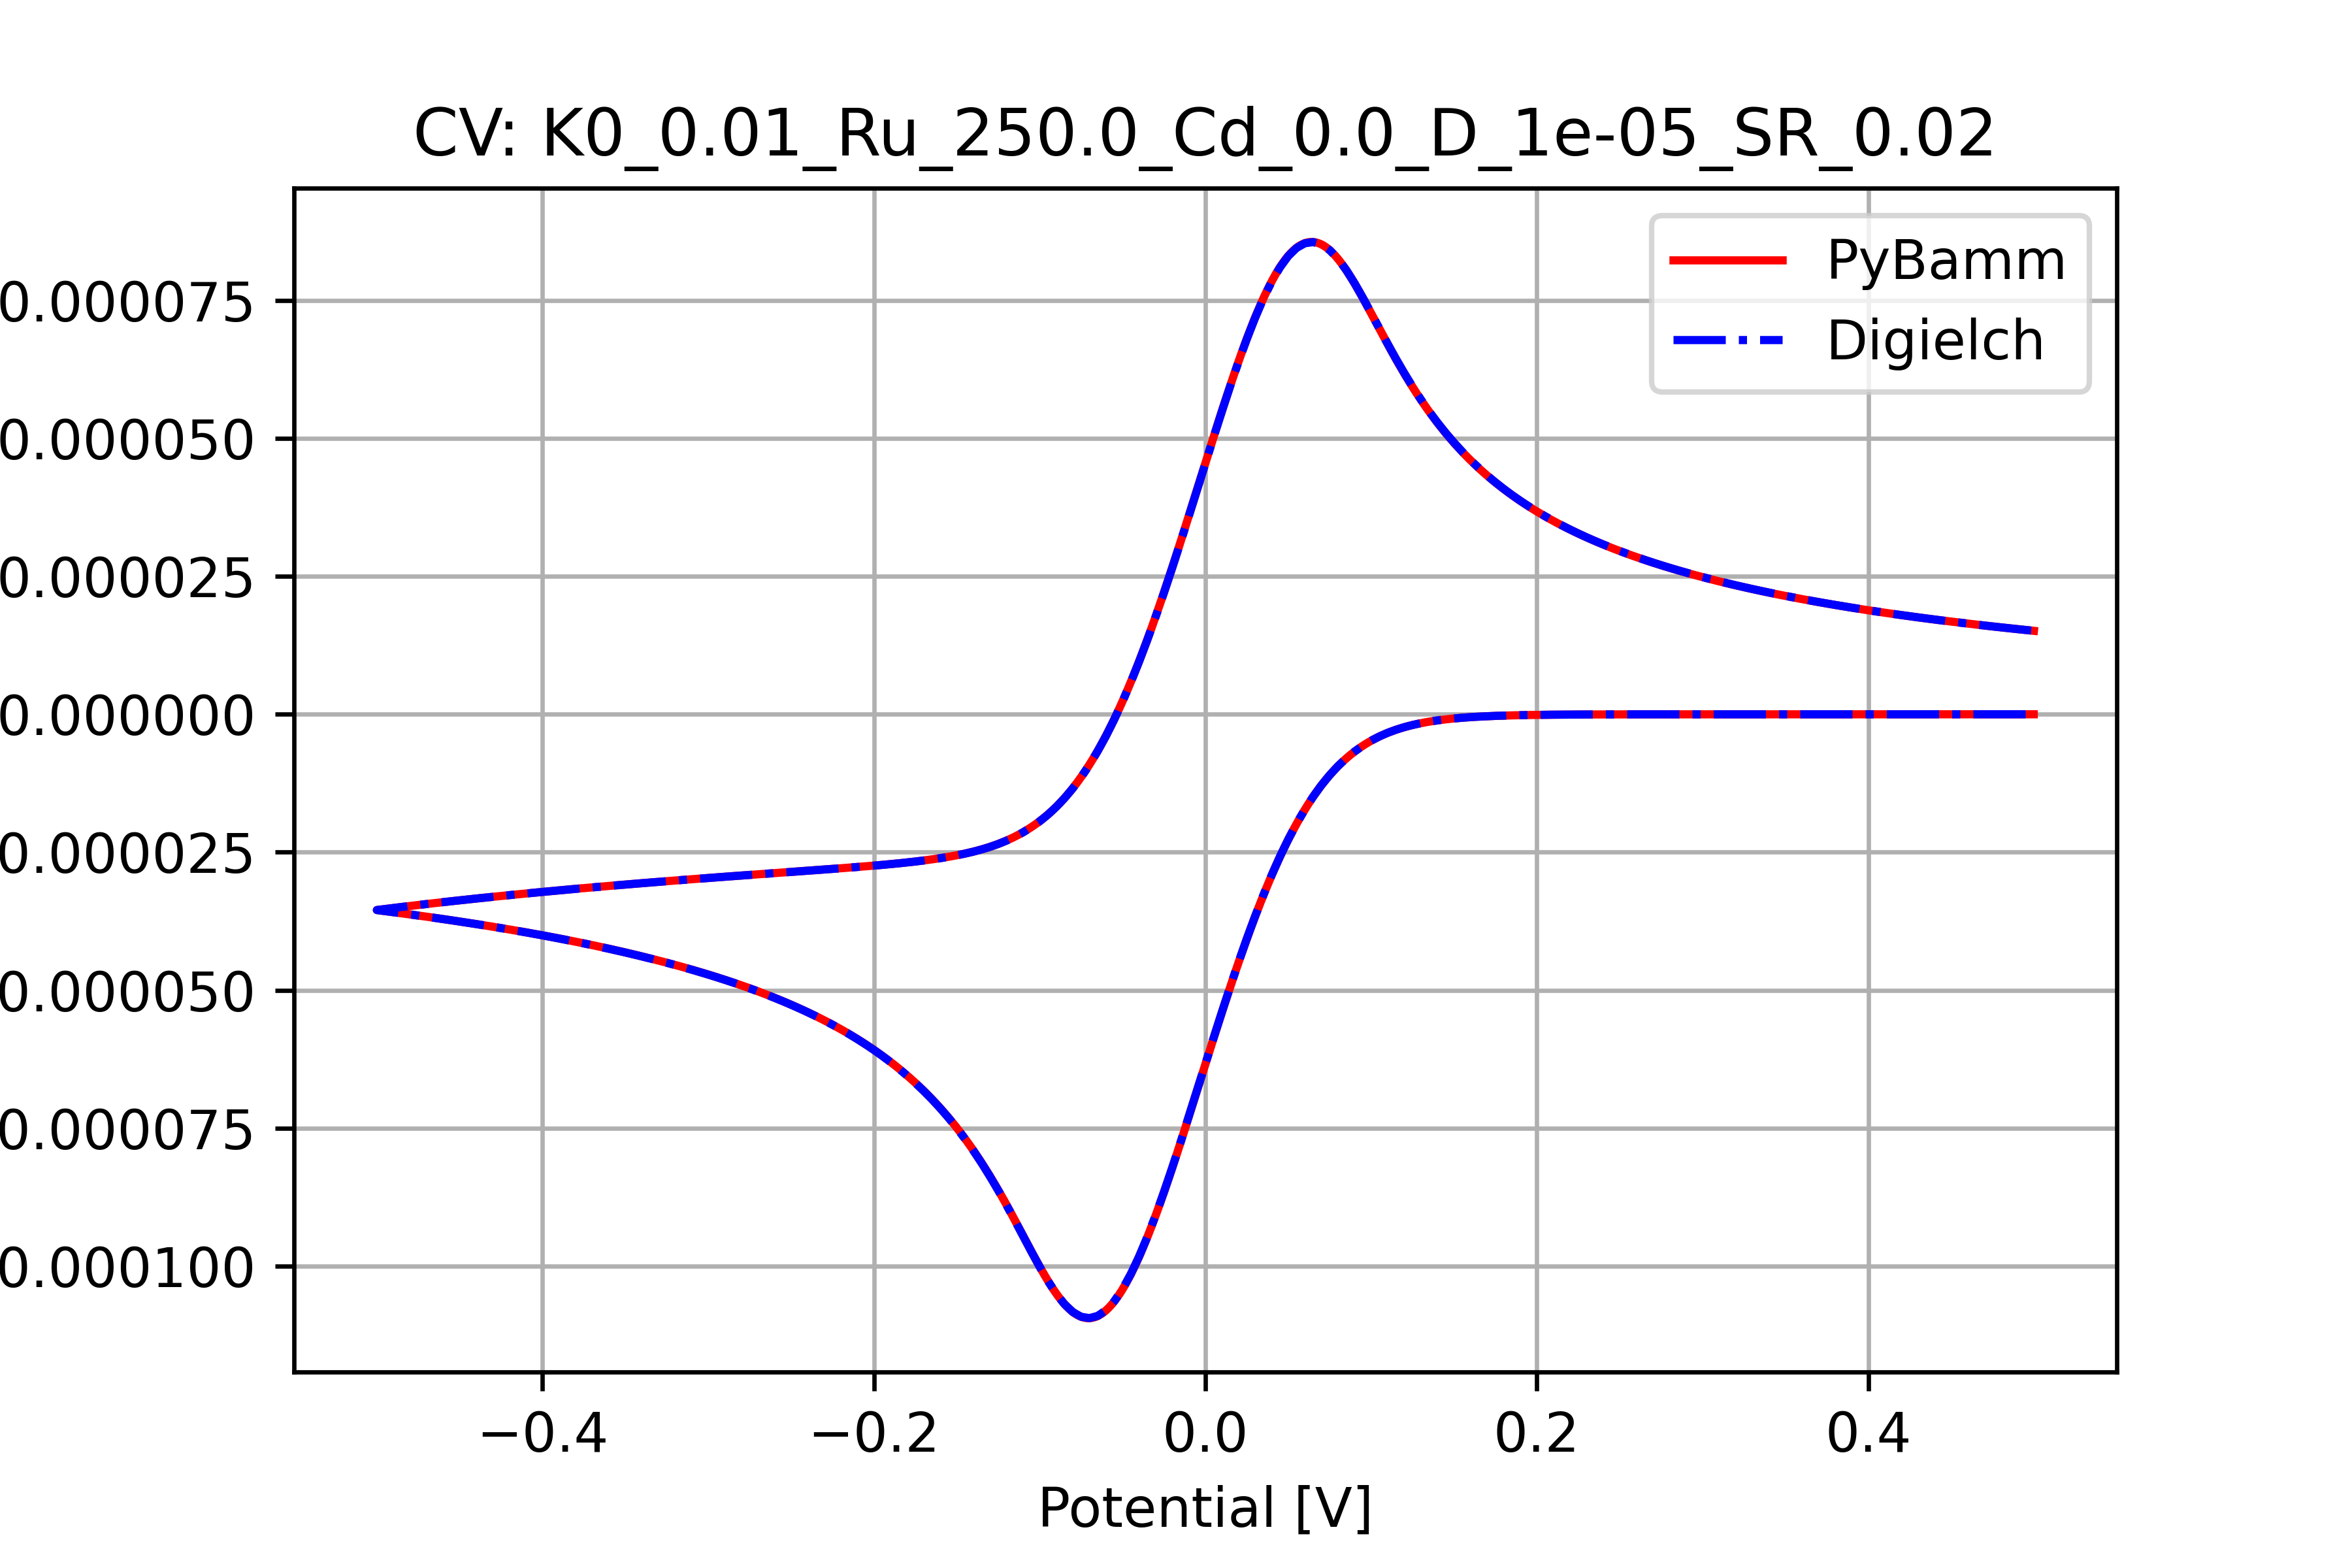 CV: K0_0.01_Ru_250.0_Cd_0.0_D_1e-05_SR_0.02
PyBamm
Digielch
0.000075
0.000050
0.000025
0.000000
0.000025
0.000050
0.000075
0.000100
−0.4 −0.2 0.0 0.2 0.4
Potential [V]